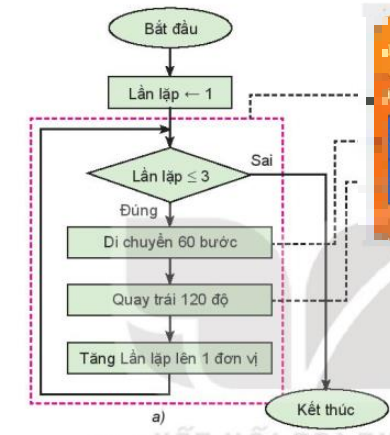 Bắt đầu
Lần lặp ← 1
Lần lặp ≤ 3
Sai
Đúng
Di chuyển 60 bước
Quay trái 120 độ
Tăng Lần lặp lên 1 đơn vị
Kết thúc
a)